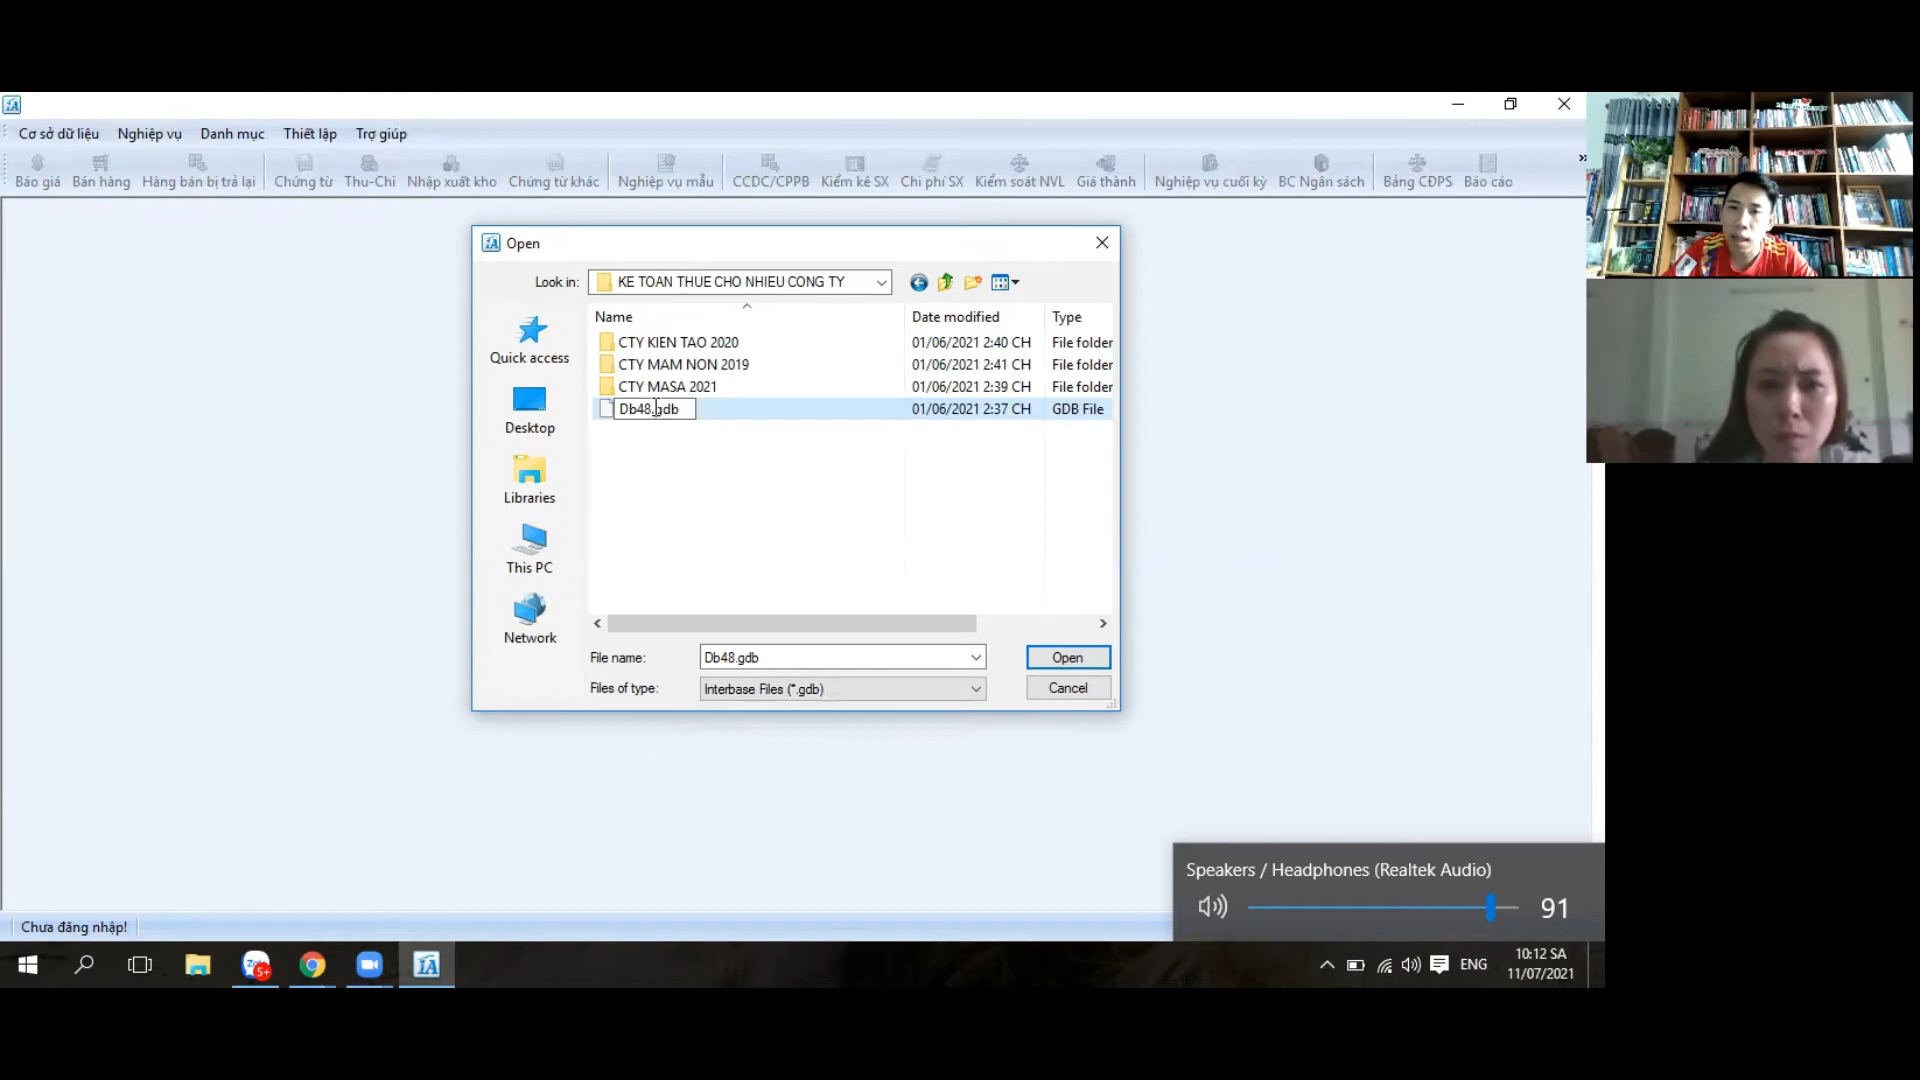 Cơ sở dữ liệu Nghiệp vụ Danh mục Thiết lập Trợ giúp
Báo giá Bán hàng Hàng bán bị trả lại Chứng từ Thu-Chi Nhập xuất kho Chứng từ khác Nghiệp vụ mẫu CCDC/CPPB Kiểm kê SX Chi phí SX Kiểm soát NVL Giá thành Nghiệp vụ cuối kỳ BC Ngân sách Bảng CĐPS Báo cáo
Open
Look in: KE TOAN THUE CHO NHIEU CONG TY
Name Date modified Type
CTY KIEN TAO 2020 01/06/2021 2:40 CH File folder
CTY MAM NON 2019 01/06/2021 2:41 CH File folder
CTY MASA 2021 01/06/2021 2:39 CH File folder
Db48.gdb 01/06/2021 2:37 CH GDB File
Quick access
Desktop
Libraries
This PC
Network
File name: Db48.gdb Open
Files of type: Interbase Files (*.gdb) Cancel
Speakers / Headphones (Realtek Audio)
91
Chưa đăng nhập!
5+
ENG
10:12 SA
11/07/2021